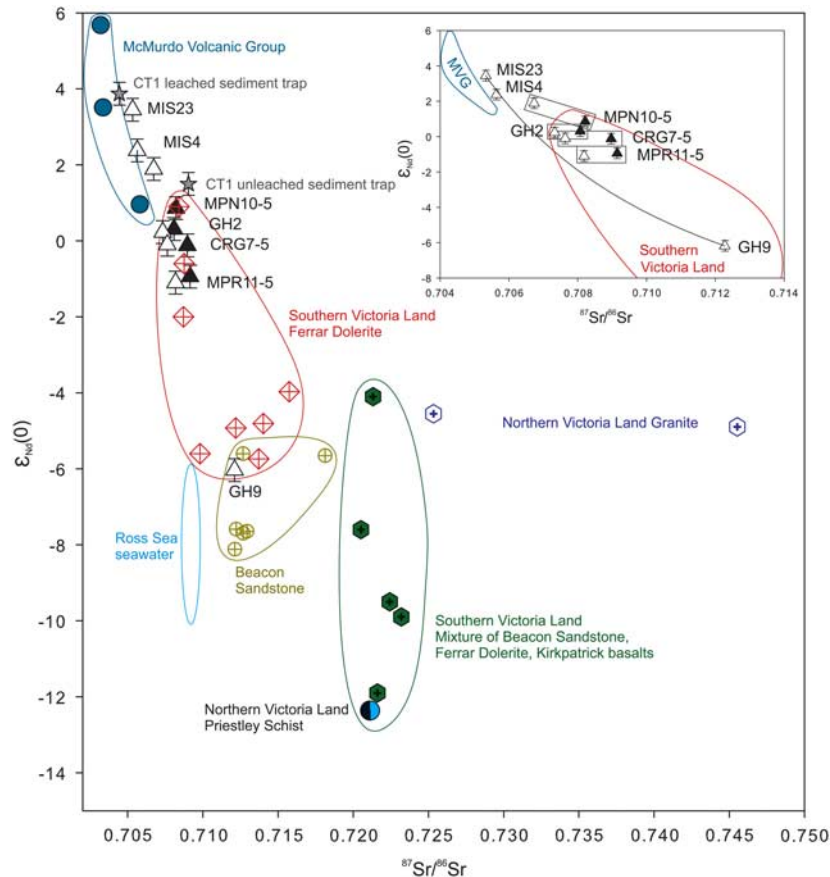 6
4
2
0
-2
-4
-6
-8
-10
-12
-14
εNd(0)
0.705
0.710
0.715
0.720
0.725
0.730
0.735
0.740
0.745
0.750
⁸⁷Sr/⁸⁶Sr
McMurdo Volcanic Group
CT1 leached sediment trap
MIS23
MIS4
CT1 unleached sediment trap
MPN10-5
GH2
CRG7-5
MPR11-5
Southern Victoria Land
Ferrar Dolerite
Northern Victoria Land Granite
GH9
Ross Sea
seawater
Beacon
Sandstone
Southern Victoria Land
Mixture of Beacon Sandstone,
Ferrar Dolerite, Kirkpatrick basalts
Northern Victoria Land
Priestley Schist
6
4
2
0
-2
-4
-6
-8
εNd(0)
0.704
0.706
0.708
0.710
0.712
0.714
⁸⁷Sr/⁸⁶Sr
MVG
MIS23
MIS4
MPN10-5
GH2
CRG7-5
MPR11-5
GH9
Southern
Victoria Land